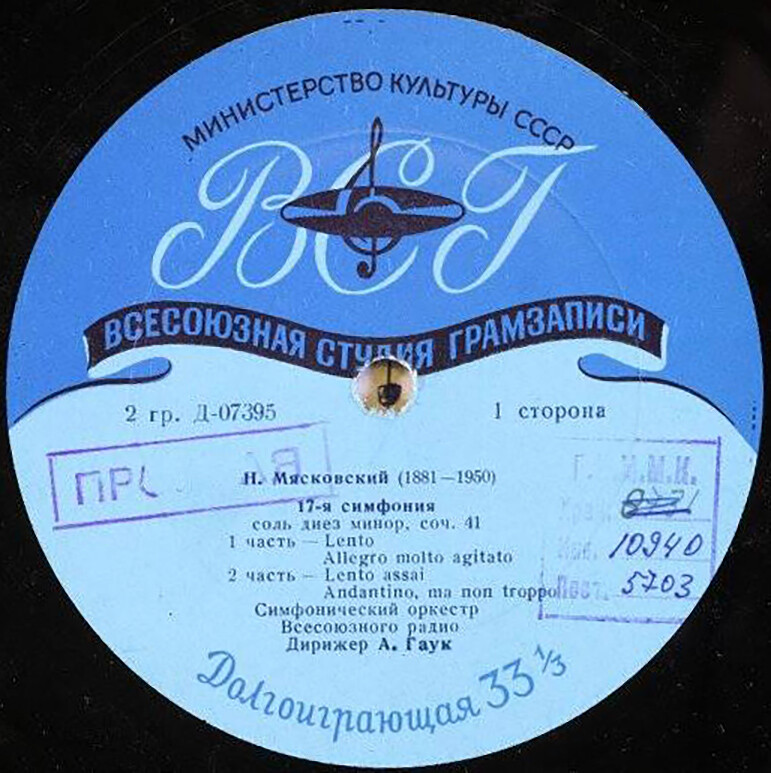 МИНИСТЕРСТВО КУЛЬТУРЫ СССР
ВСГ
ВСЕСОЮЗНАЯ СТУДИЯ ГРАМЗАПИСИ
2 гр. Д-07395
1 сторона
Н. Мясковский (1881—1950)
17-я симфония
соль диез минор, соч. 41
1 часть — Lento
Allegro molto agitato
2 часть — Lento assai
Andantino, ma non troppo
Симфонический оркестр
Всесоюзного радио
Дирижер А. Гаук
10940
5703
Долгоиграющая 33 1/3